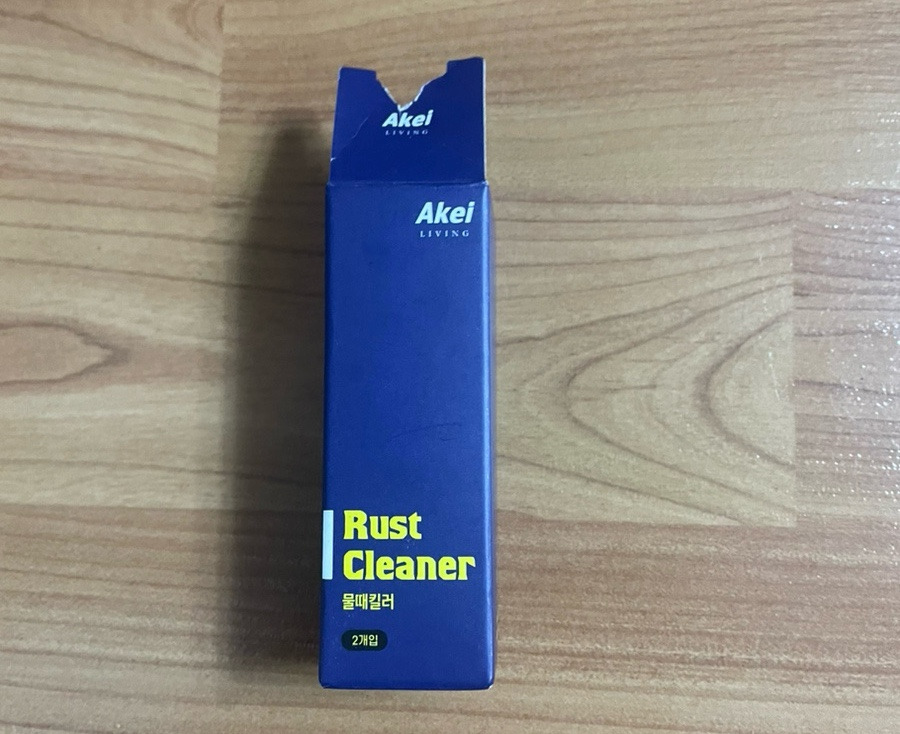 Akei
LIVING
Akei
LIVING
Rust
Cleaner
물때킬러
2개입